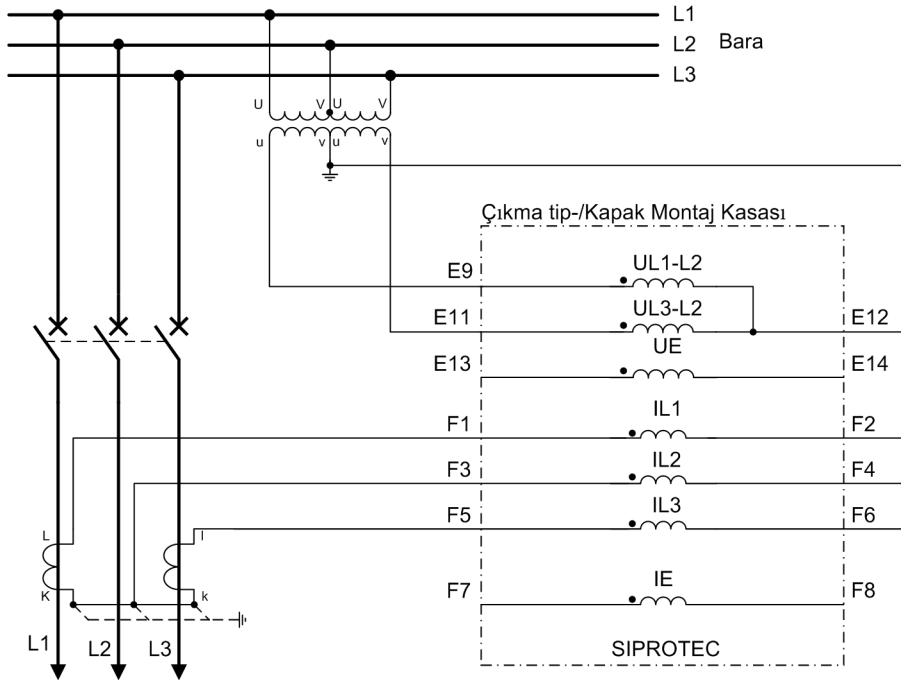 L1
L2 Bara
L3
U V U V
u v u v
Çıkma tip-/Kapak Montaj Kasası
E9 UL1-L2
E11 UL3-L2 E12
UE
E13 E14
IL1
F1 F2
IL2
F3 F4
IL3
F5 F6
L l
IE
K k F7 F8
L1 L2 L3 SIPROTEC